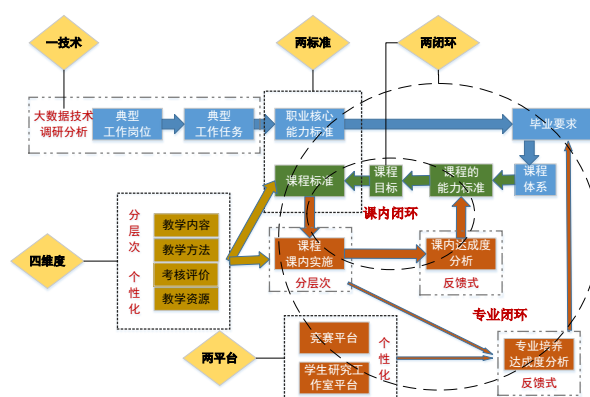 一技术
两标准
两闭环
大数据技术
调研分析
典型
工作岗位
典型
工作任务
职业核心
能力标准
毕业要求
课程标准
课程
目标
课程的
能力标准
课程
体系
课内闭环
分层次 个性化
教学内容
教学方法
考核评价
教学资源
四维度
课程
课内实施
分层次
课内达成度
分析
反馈式
专业闭环
两平台
竞赛平台
学生研究工
作室平台
个性化
专业培养
达成度分析
反馈式